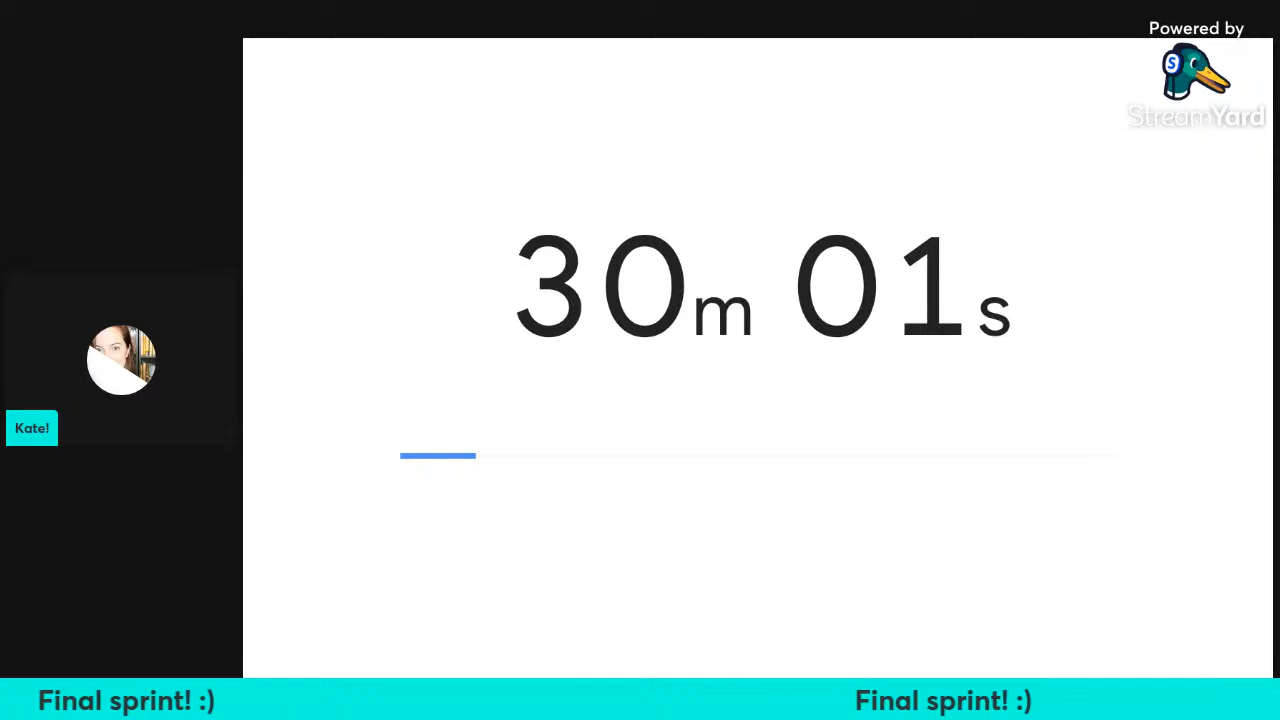 Powered by
S
StreamYard
30m 01s
Kate!
Final sprint! :) Final sprint! :)